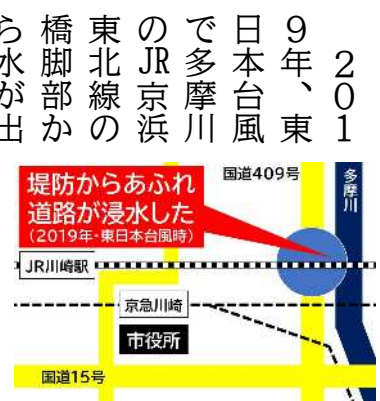 ２０１
９年、東
日本台風
で多摩川
のJR京浜
東北線の
橋脚部か
ら水が出
堤防からあふれ
道路が浸水した
(2019年・東日本台風時)
国道409号
多摩川
JR川崎駅
京急川崎
市役所
国道15号